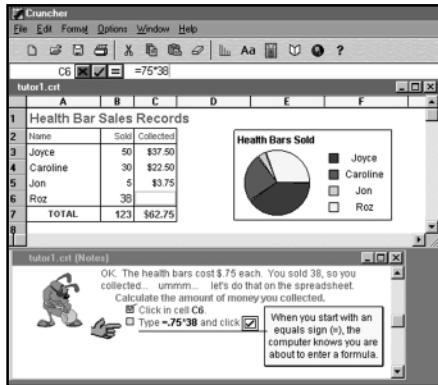 Cruncher
File Edit Format Options Window Help
Aa ?
C6 = =75*38
tutor1.crt
A B C D E F
1 Health Bar Sales Records
2 Name Sold Collected
3 Joyce 50 $37.50
4 Caroline 30 $22.50
5 Jon 5 $3.75
6 Roz 38
7 TOTAL 123 $62.75
8
Health Bars Sold
Joyce
Caroline
Jon
Roz
tutor1.crt (Notes)
OK. The health bars cost $.75 each. You sold 38, so you
collected... ummm... let's do that on the spreadsheet.
Calculate the amount of money you collected.
Click in cell C6.
Type =.75*38 and click
When you start with an
equals sign (=), the
computer knows you are
about to enter a formula.